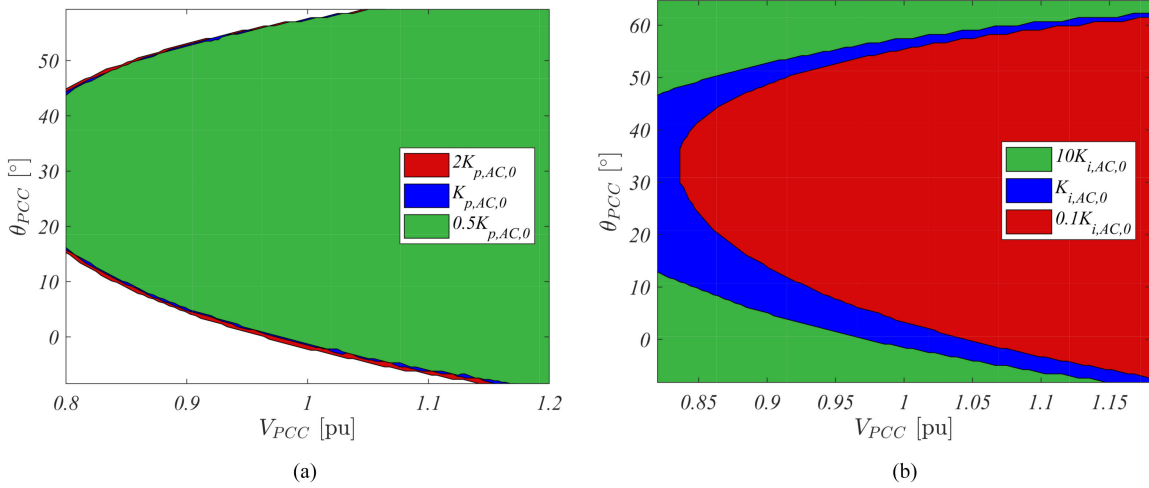 50
40
30
20
10
0
0.8
0.9
1
1.1
1.2
θPCC [°]
VPCC [pu]
2Kp,AC,0
Kp,AC,0
0.5Kp,AC,0
(a)
60
50
40
30
20
10
0
0.85
0.9
0.95
1
1.05
1.1
1.15
θPCC [°]
VPCC [pu]
10Ki,AC,0
Ki,AC,0
0.1Ki,AC,0
(b)